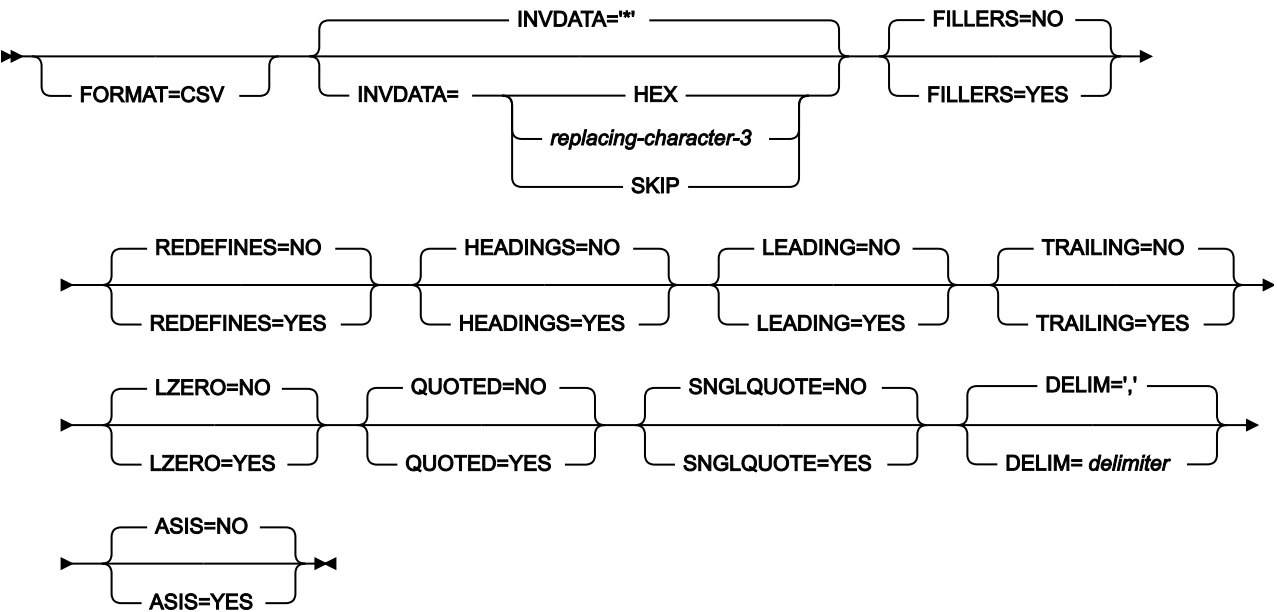 INVDATA='*' FILLERS=NO
FORMAT=CSV INVDATA= HEX FILLERS=YES
replacing-character-3
SKIP
REDEFINES=NO HEADINGS=NO LEADING=NO TRAILING=NO
REDEFINES=YES HEADINGS=YES LEADING=YES TRAILING=YES
LZERO=NO QUOTED=NO SNGLQUOTE=NO DELIM=','
LZERO=YES QUOTED=YES SNGLQUOTE=YES DELIM= delimiter
ASIS=NO
ASIS=YES